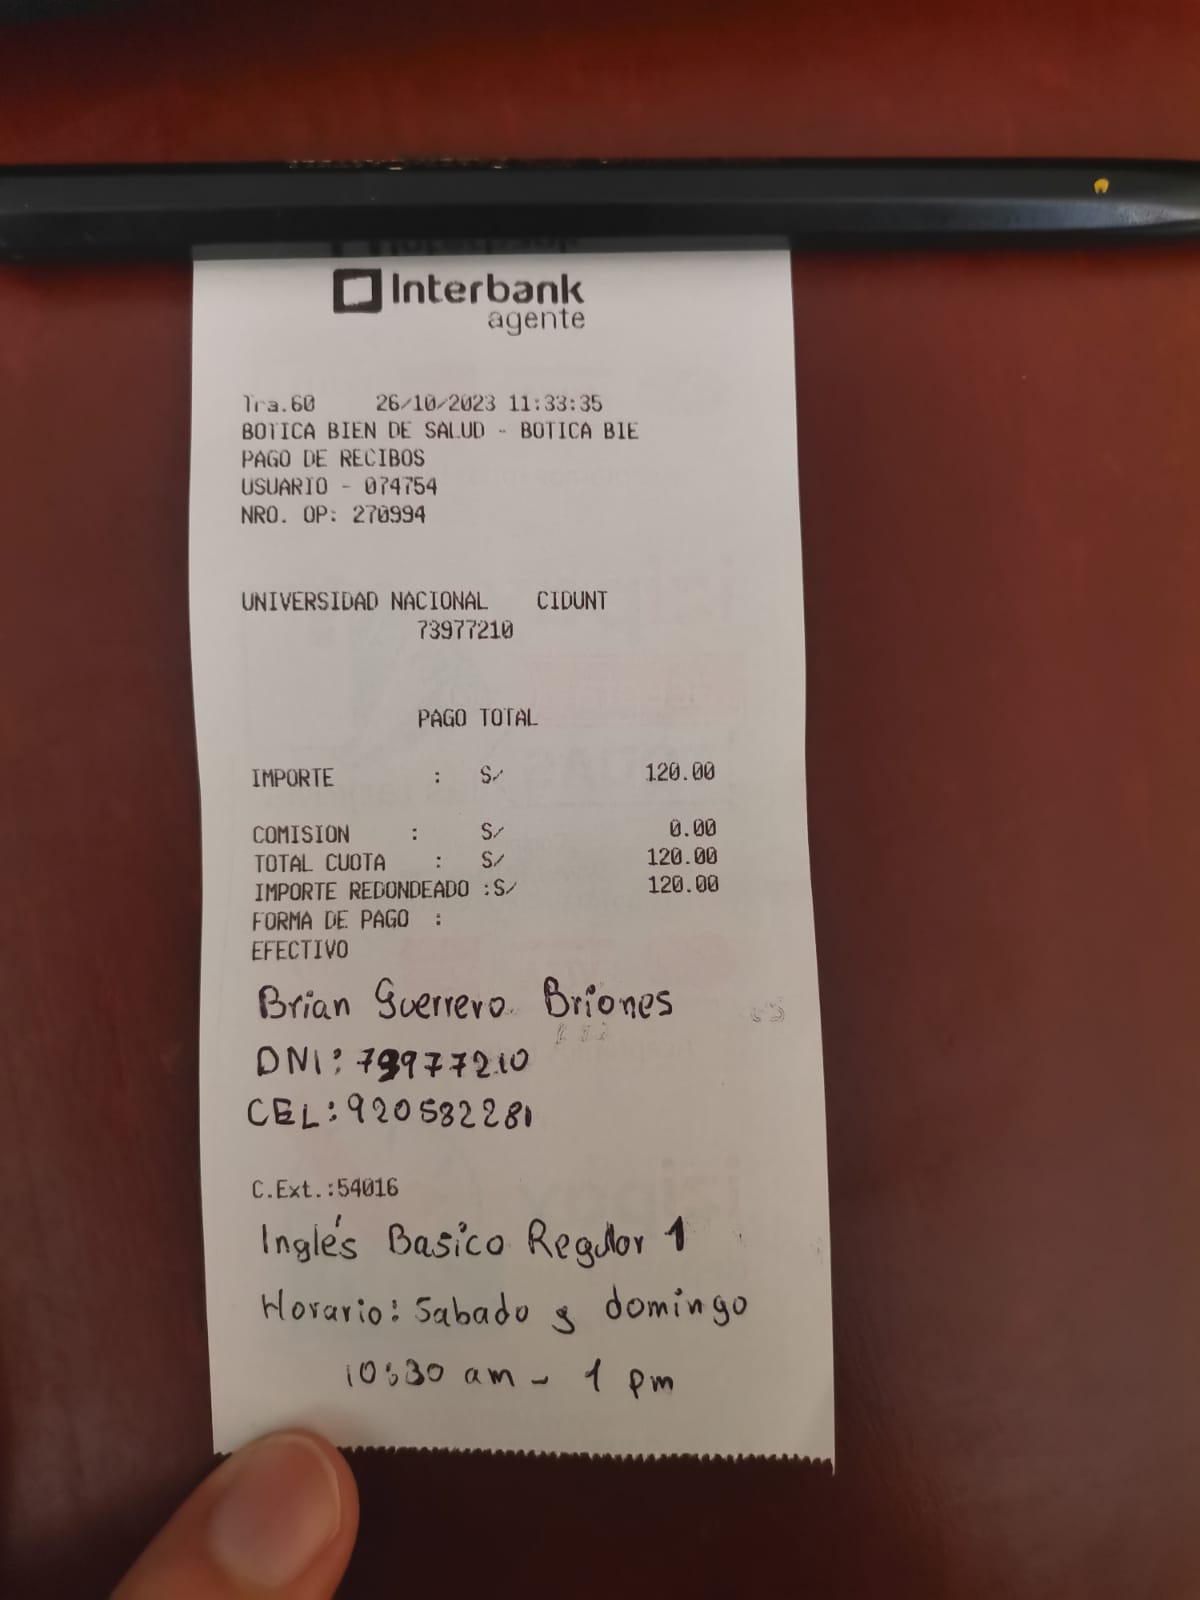 Interbank
agente
Tra.60 26/10/2023 11:33:35
BOTICA BIEN DE SALUD - BOTICA BIE
PAGO DE RECIBOS
USUARIO - 074754
NRO. OP: 270994
UNIVERSIDAD NACIONAL CIDUNT
73977210
PAGO TOTAL
IMPORTE : S/ 120.00
COMISION : S/ 0.00
TOTAL CUOTA : S/ 120.00
IMPORTE REDONDEADO :S/ 120.00
FORMA DE PAGO :
EFECTIVO
Brian Guerrero Briones
DNI: 73977210
CEL: 920582281
C.Ext.:54016
Inglés Basico Regular 1
Horario: Sabado y domingo
10:30 am - 1 pm